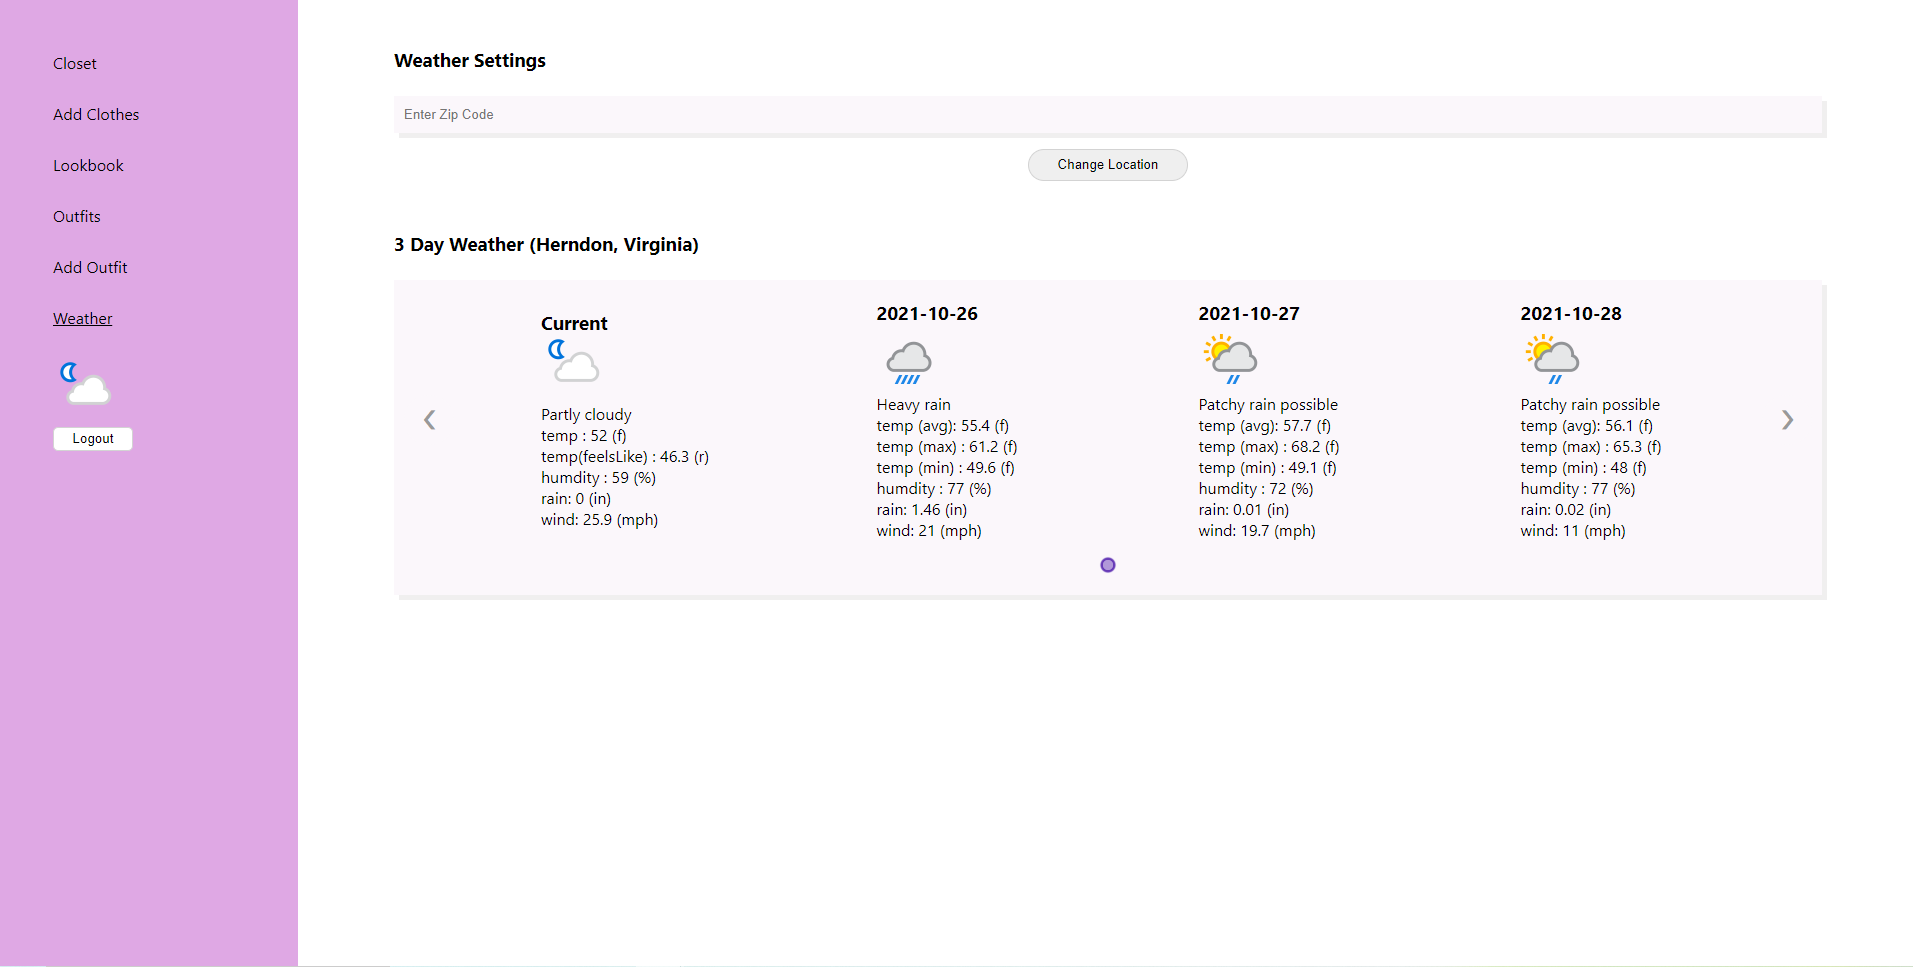 Closet
Add Clothes
Lookbook
Outfits
Add Outfit
Weather
Logout
Weather Settings
Enter Zip Code
Change Location
3 Day Weather (Herndon, Virginia)
Current
Partly cloudy
temp : 52 (f)
temp(feelsLike) : 46.3 (r)
humdity : 59 (%)
rain: 0 (in)
wind: 25.9 (mph)
2021-10-26
Heavy rain
temp (avg): 55.4 (f)
temp (max) : 61.2 (f)
temp (min) : 49.6 (f)
humdity : 77 (%)
rain: 1.46 (in)
wind: 21 (mph)
2021-10-27
Patchy rain possible
temp (avg): 57.7 (f)
temp (max) : 68.2 (f)
temp (min) : 49.1 (f)
humdity : 72 (%)
rain: 0.01 (in)
wind: 19.7 (mph)
2021-10-28
Patchy rain possible
temp (avg): 56.1 (f)
temp (max) : 65.3 (f)
temp (min) : 48 (f)
humdity : 77 (%)
rain: 0.02 (in)
wind: 11 (mph)